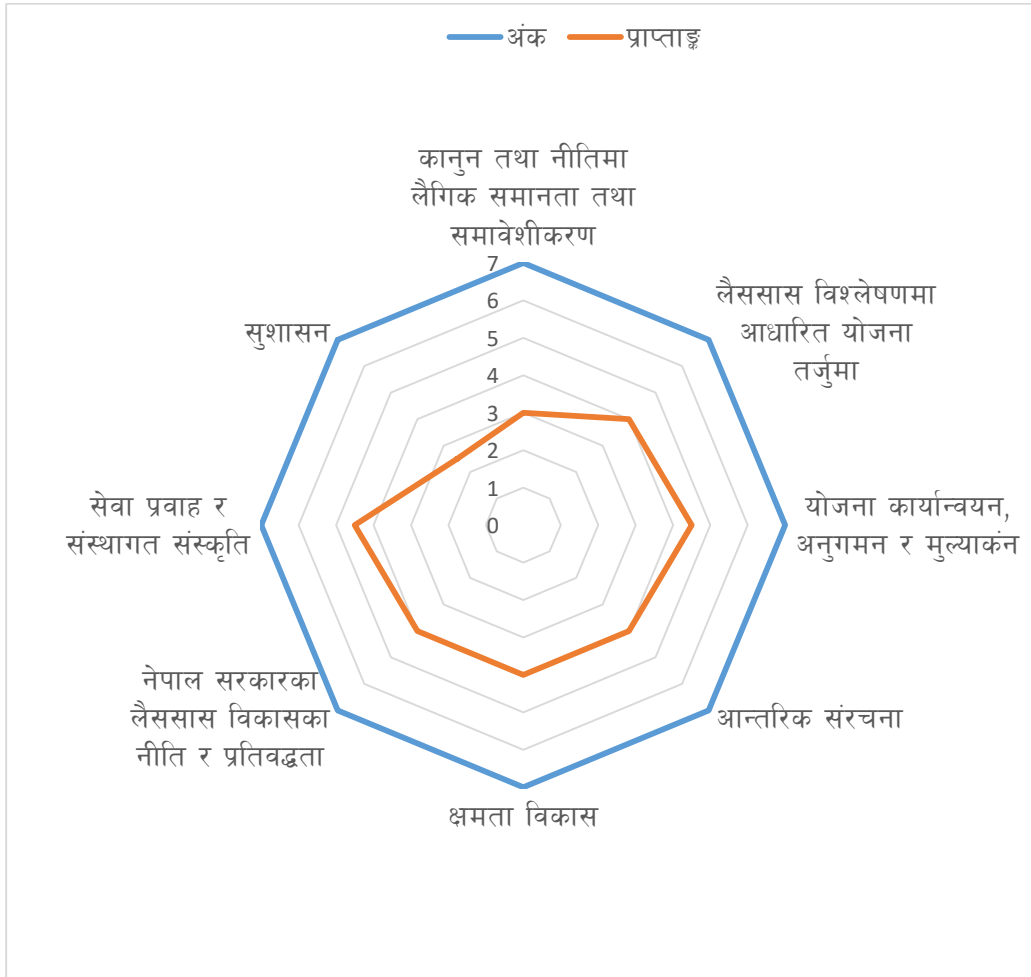 अंक प्राप्ताङ्क
कानुन तथा नीतिमा
लैगिक समानता तथा
समावेशीकरण
लैससास विश्लेषणमा
आधारित योजना
तर्जुमा
योजना कार्यान्वयन,
अनुगमन र मुल्याकंन
आन्तरिक संरचना
क्षमता विकास
नेपाल सरकारका
लैससास विकासका
नीति र प्रतिवद्धता
सेवा प्रवाह र
संस्थागत संस्कृति
सुशासन
7
6
5
4
3
2
1
0